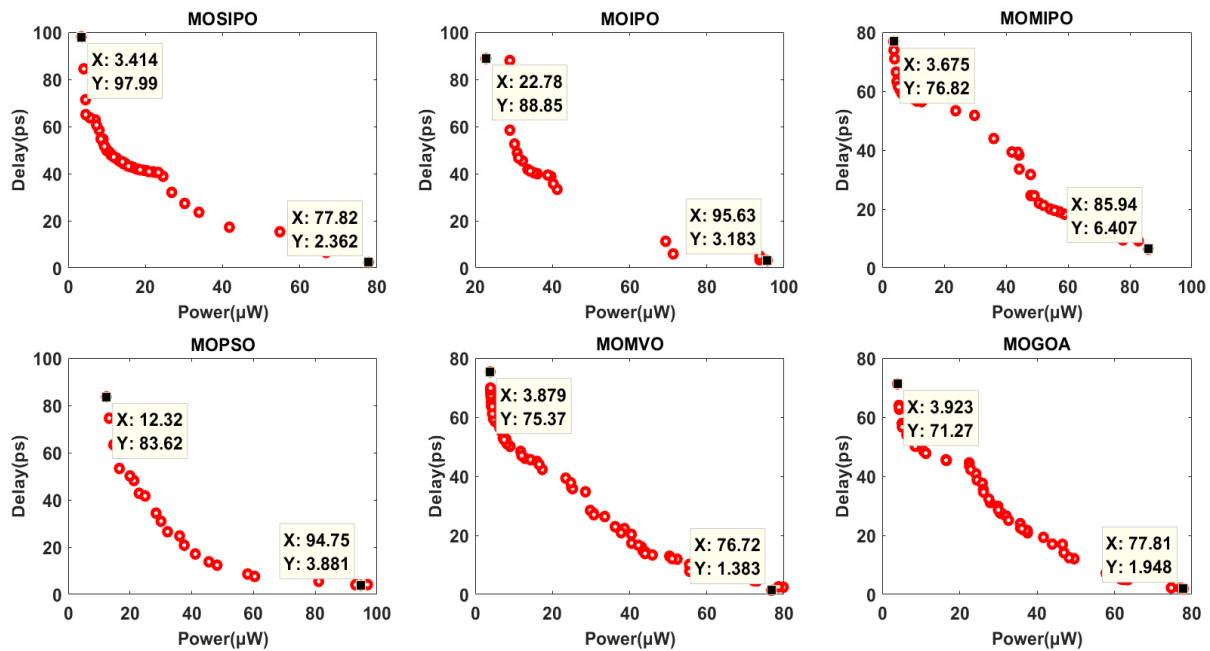 MOSIPO
100
80
60
40
20
0
Delay(ps)
X: 3.414
Y: 97.99
X: 77.82
Y: 2.362
0 20 40 60 80
Power(µW)
MOIPO
100
80
60
40
20
0
Delay(ps)
X: 22.78
Y: 88.85
X: 95.63
Y: 3.183
20 40 60 80 100
Power(µW)
MOMIPO
80
60
40
20
0
Delay(ps)
X: 3.675
Y: 76.82
X: 85.94
Y: 6.407
0 20 40 60 80 100
Power(µW)
MOPSO
100
80
60
40
20
0
Delay(ps)
X: 12.32
Y: 83.62
X: 94.75
Y: 3.881
0 20 40 60 80 100
Power(µW)
MOMVO
80
60
40
20
0
Delay(ps)
X: 3.879
Y: 75.37
X: 76.72
Y: 1.383
0 20 40 60 80
Power(µW)
MOGOA
80
60
40
20
0
Delay(ps)
X: 3.923
Y: 71.27
X: 77.81
Y: 1.948
0 20 40 60 80
Power(µW)